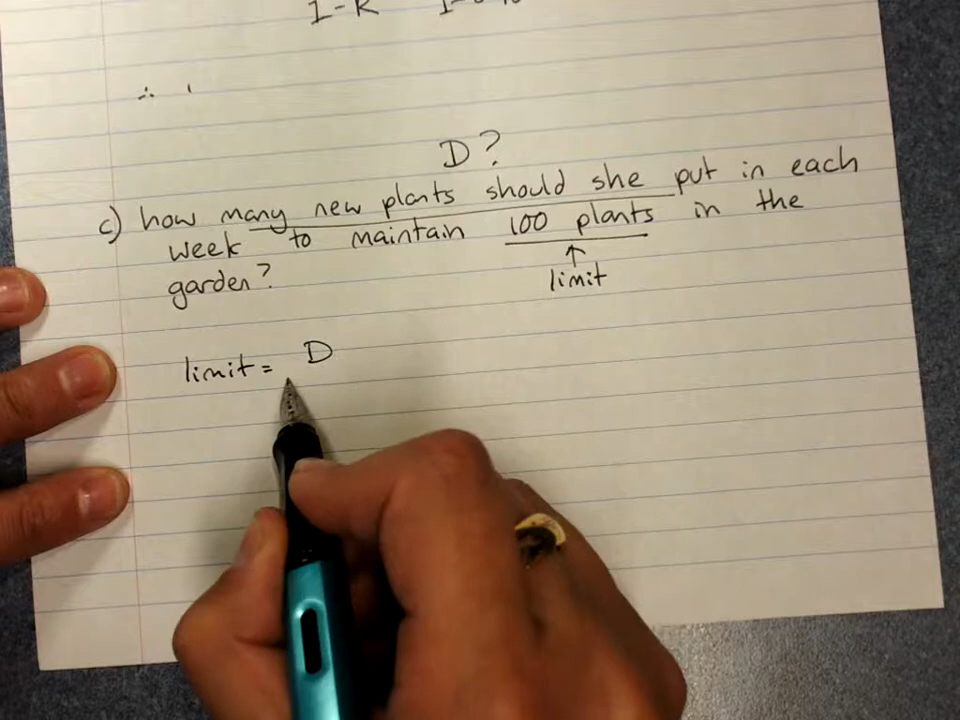 1-R
∴
D?
c) how many new plants should she put in each
week to maintain 100 plants in the
garden?
↑
limit
limit = D